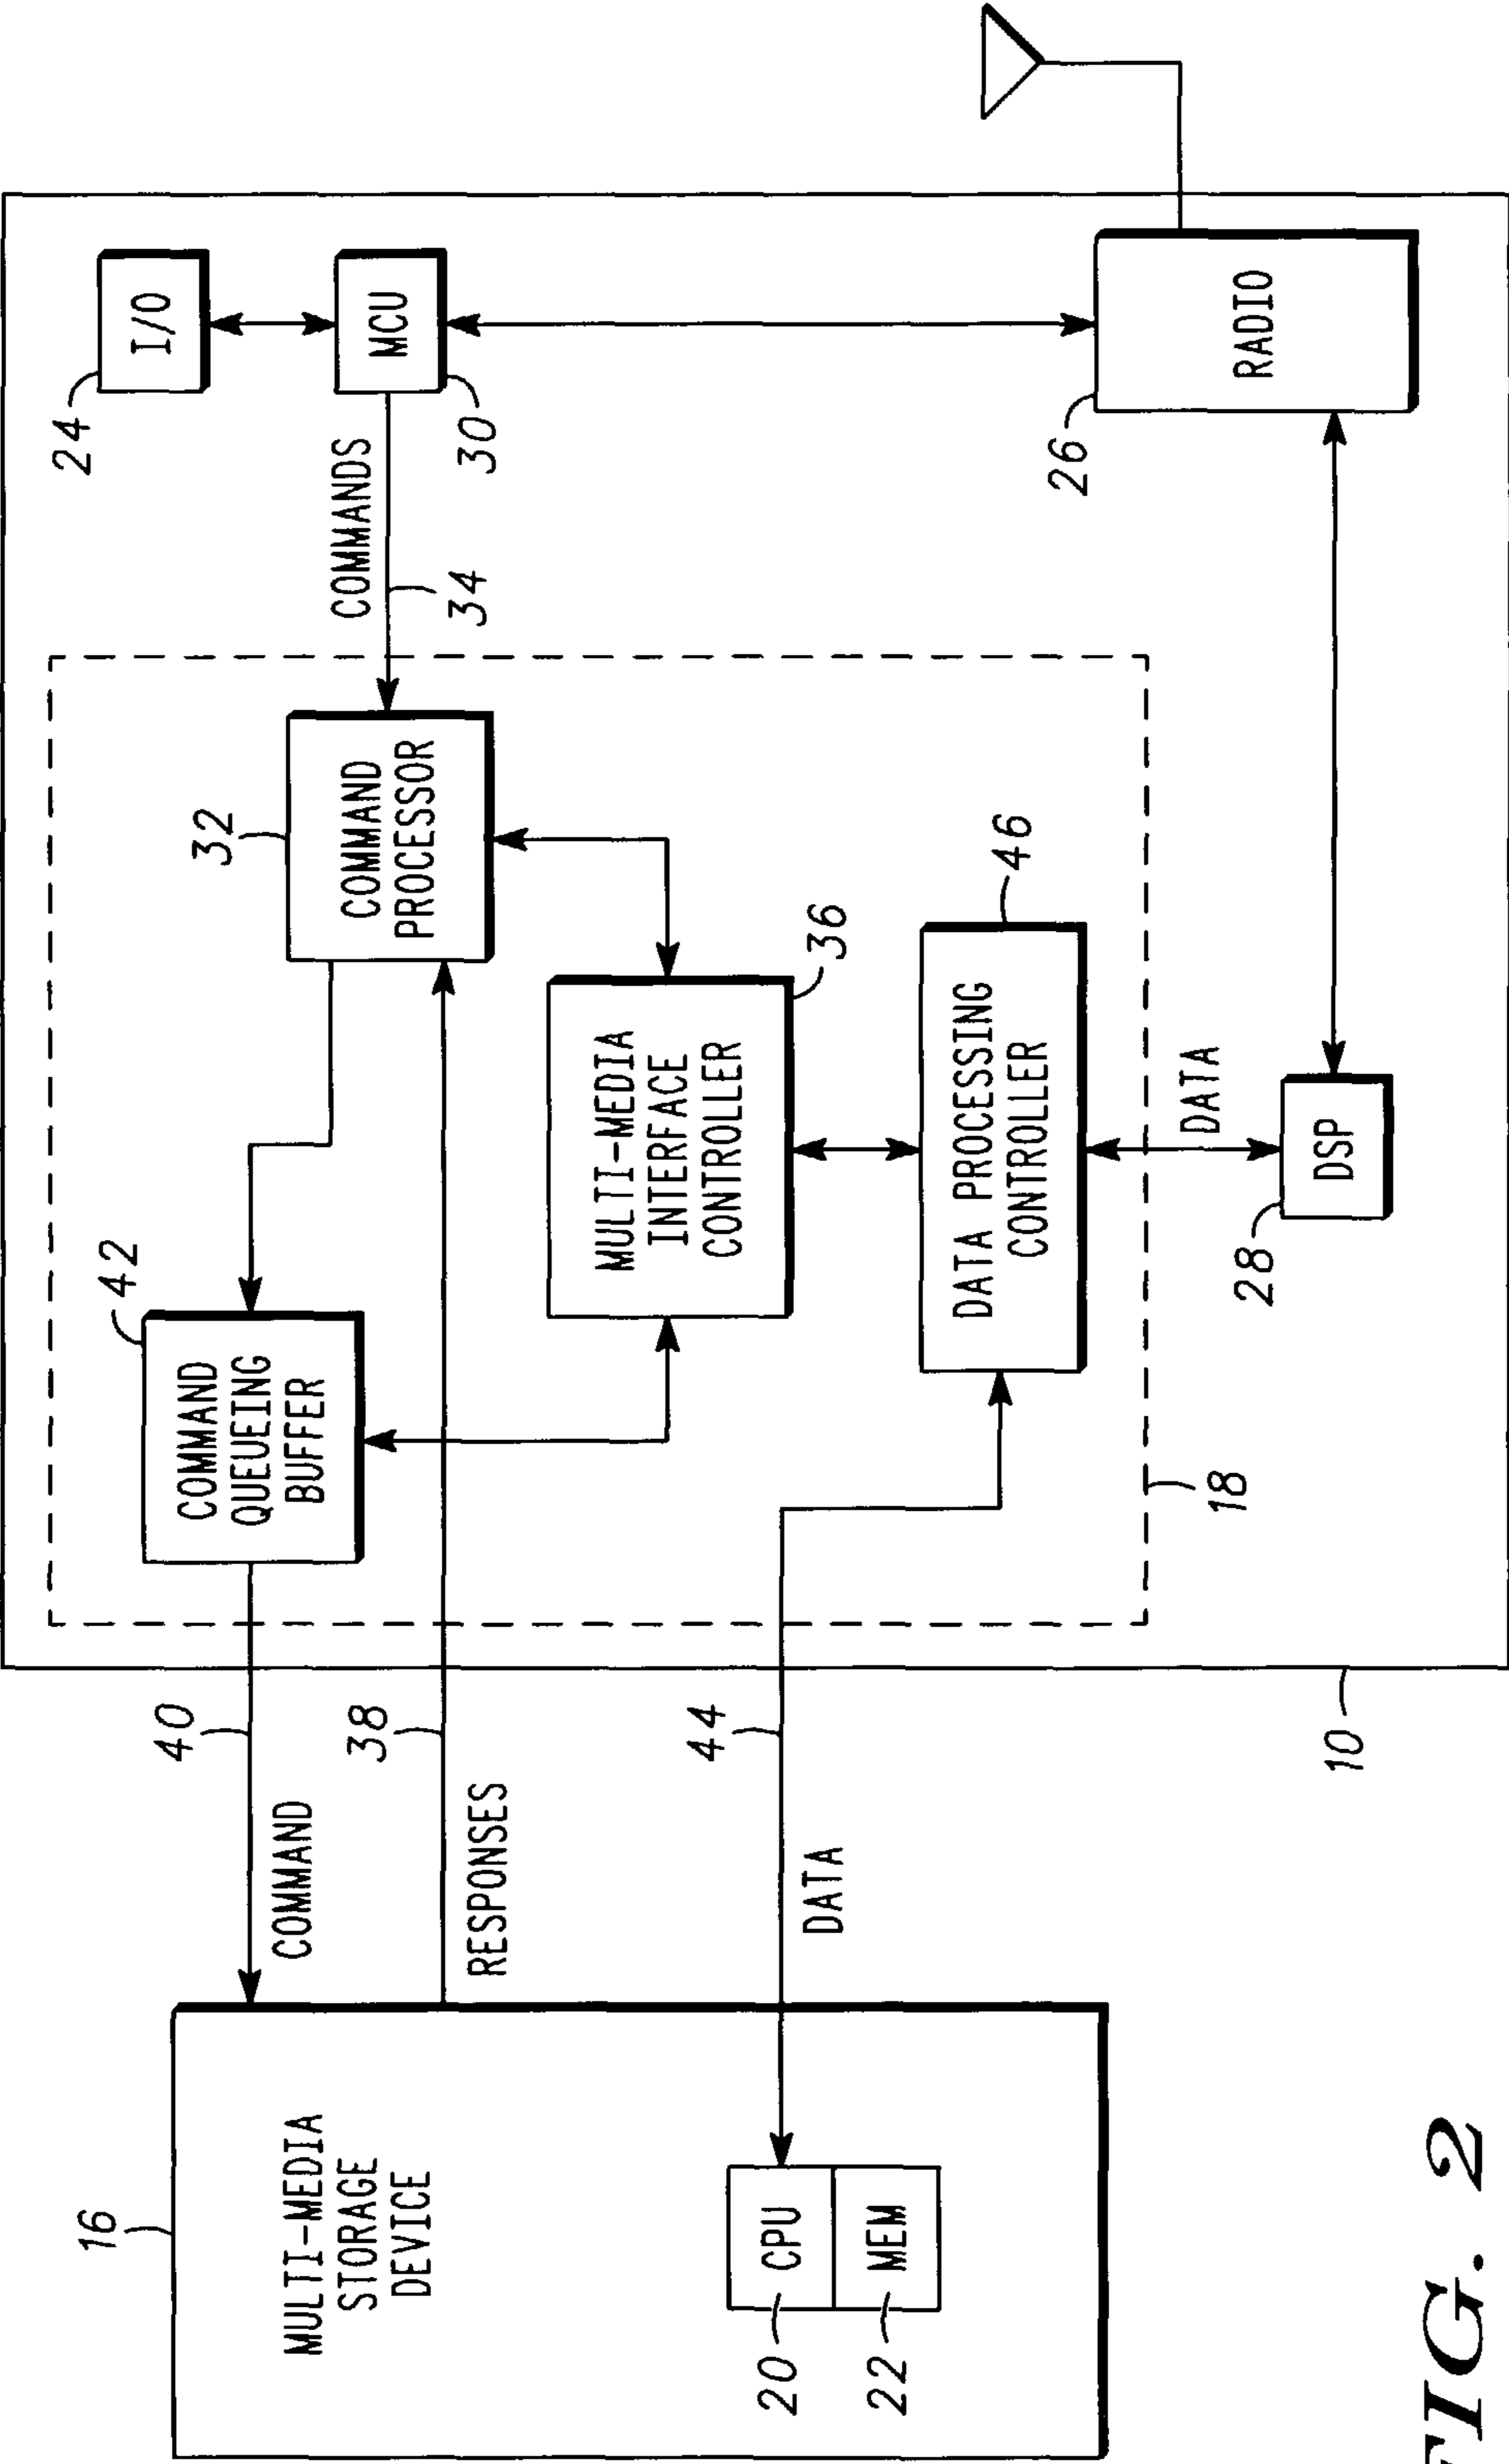 16
MULTI-MEDIA
STORAGE
DEVICE
20
CPU
22
MEM
40
COMMAND
38
RESPONSES
44
DATA
42
COMMAND
QUEUEING
BUFFER
32
COMMAND
PROCESSOR
COMMANDS
34
24
I/O
MCU
30
MULTI-MEDIA
INTERFACE
CONTROLLER
36
DATA PROCESSING
CONTROLLER
46
18
DATA
28
DSP
26
RADIO
10
FIG. 2